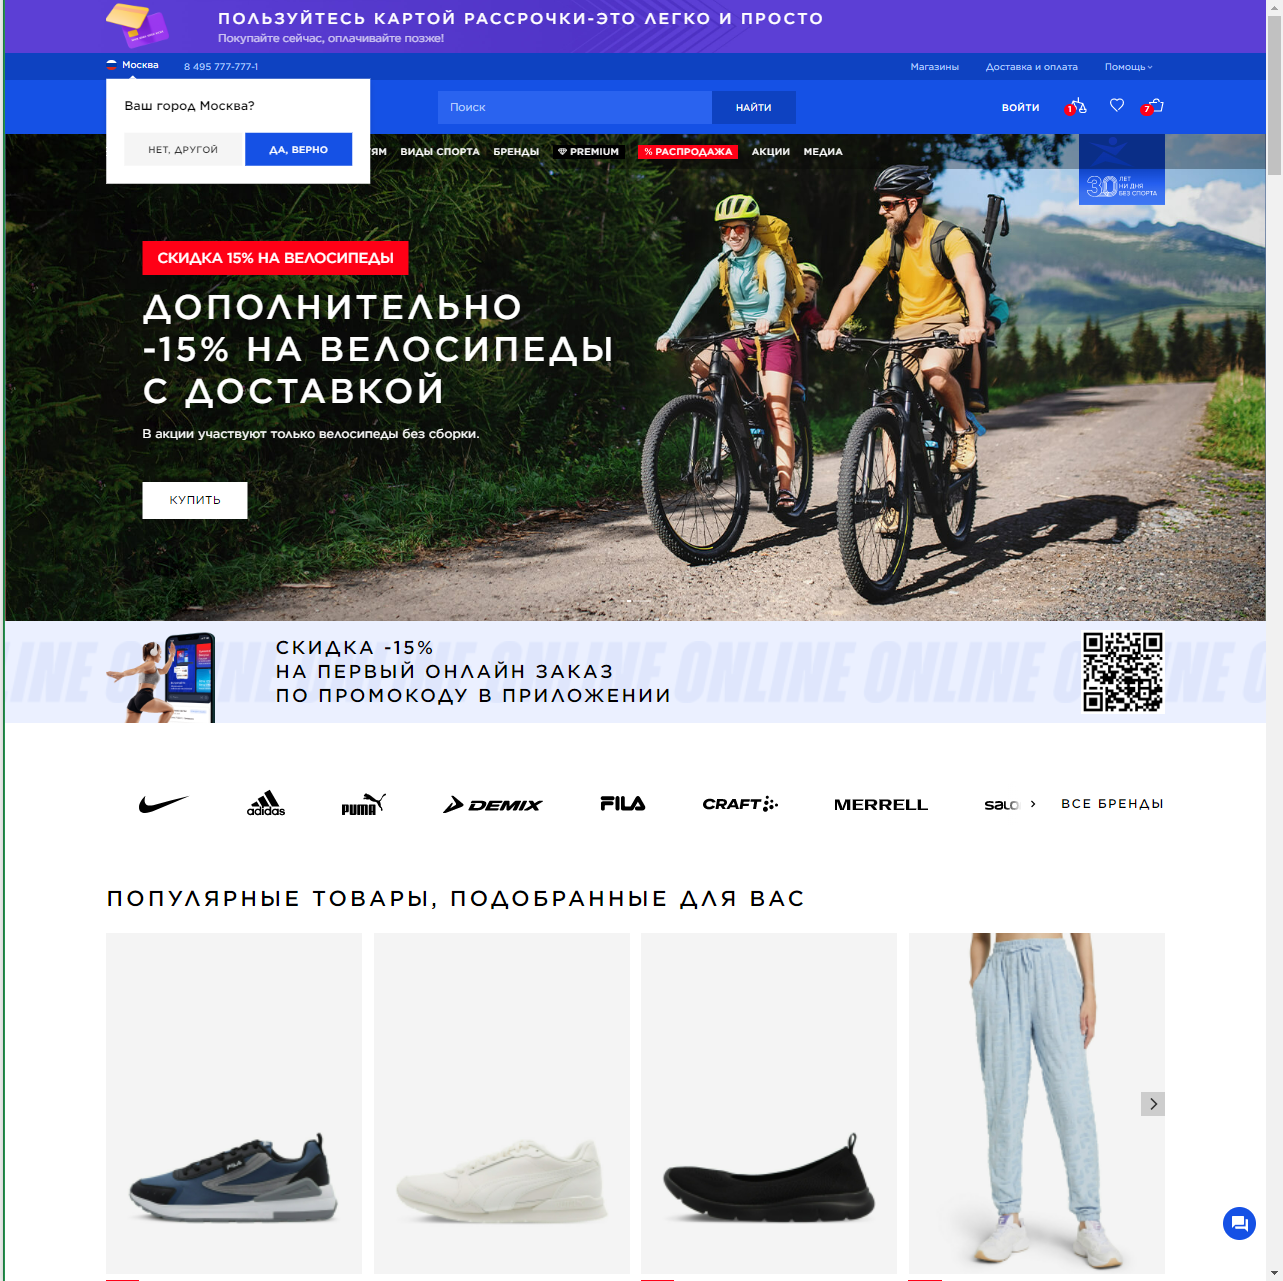 ПОЛЬЗУЙТЕСЬ КАРТОЙ РАССРОЧКИ-ЭТО ЛЕГКО И ПРОСТО
Покупайте сейчас, оплачивайте позже!
Москва
8 495 777-777-1
Магазины
Доставка и оплата
Помощь
Ваш город Москва?
НЕТ, ДРУГОЙ
ДА, ВЕРНО
Поиск
НАЙТИ
ВОЙТИ
1
7
ВИДЫ СПОРТА
БРЕНДЫ
PREMIUM
% РАСПРОДАЖА
АКЦИИ
МЕДИА
30 ЛЕТ
НИ ДНЯ
БЕЗ СПОРТА
СКИДКА 15% НА ВЕЛОСИПЕДЫ
ДОПОЛНИТЕЛЬНО
-15% НА ВЕЛОСИПЕДЫ
С ДОСТАВКОЙ
В акции участвуют только велосипеды без сборки.
КУПИТЬ
СКИДКА -15%
НА ПЕРВЫЙ ОНЛАЙН ЗАКАЗ
ПО ПРОМОКОДУ В ПРИЛОЖЕНИИ
ONLINE
adidas
PUMA
DEMIX
FILA
CRAFT
MERRELL
SALO
ВСЕ БРЕНДЫ
ПОПУЛЯРНЫЕ ТОВАРЫ, ПОДОБРАННЫЕ ДЛЯ ВАС
FILA